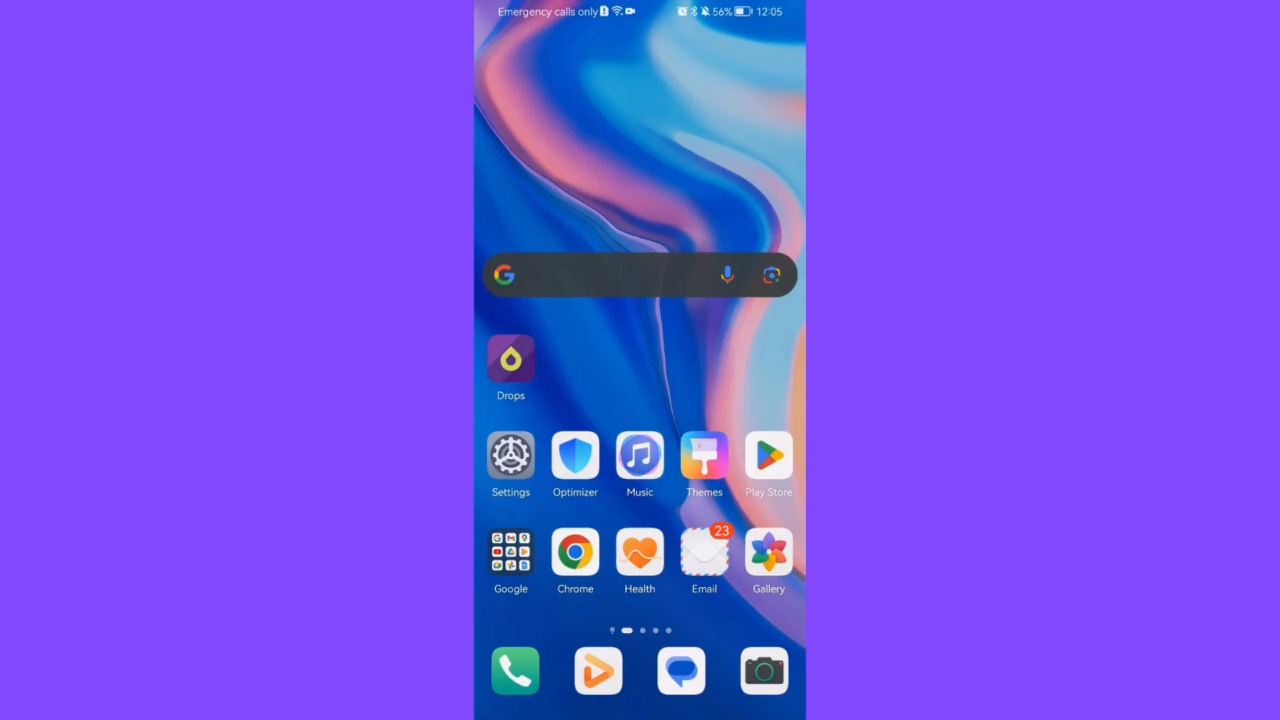 Emergency calls only 56% 12:05
Drops
Settings Optimizer Music Themes Play Store
23
Google Chrome Health Email Gallery